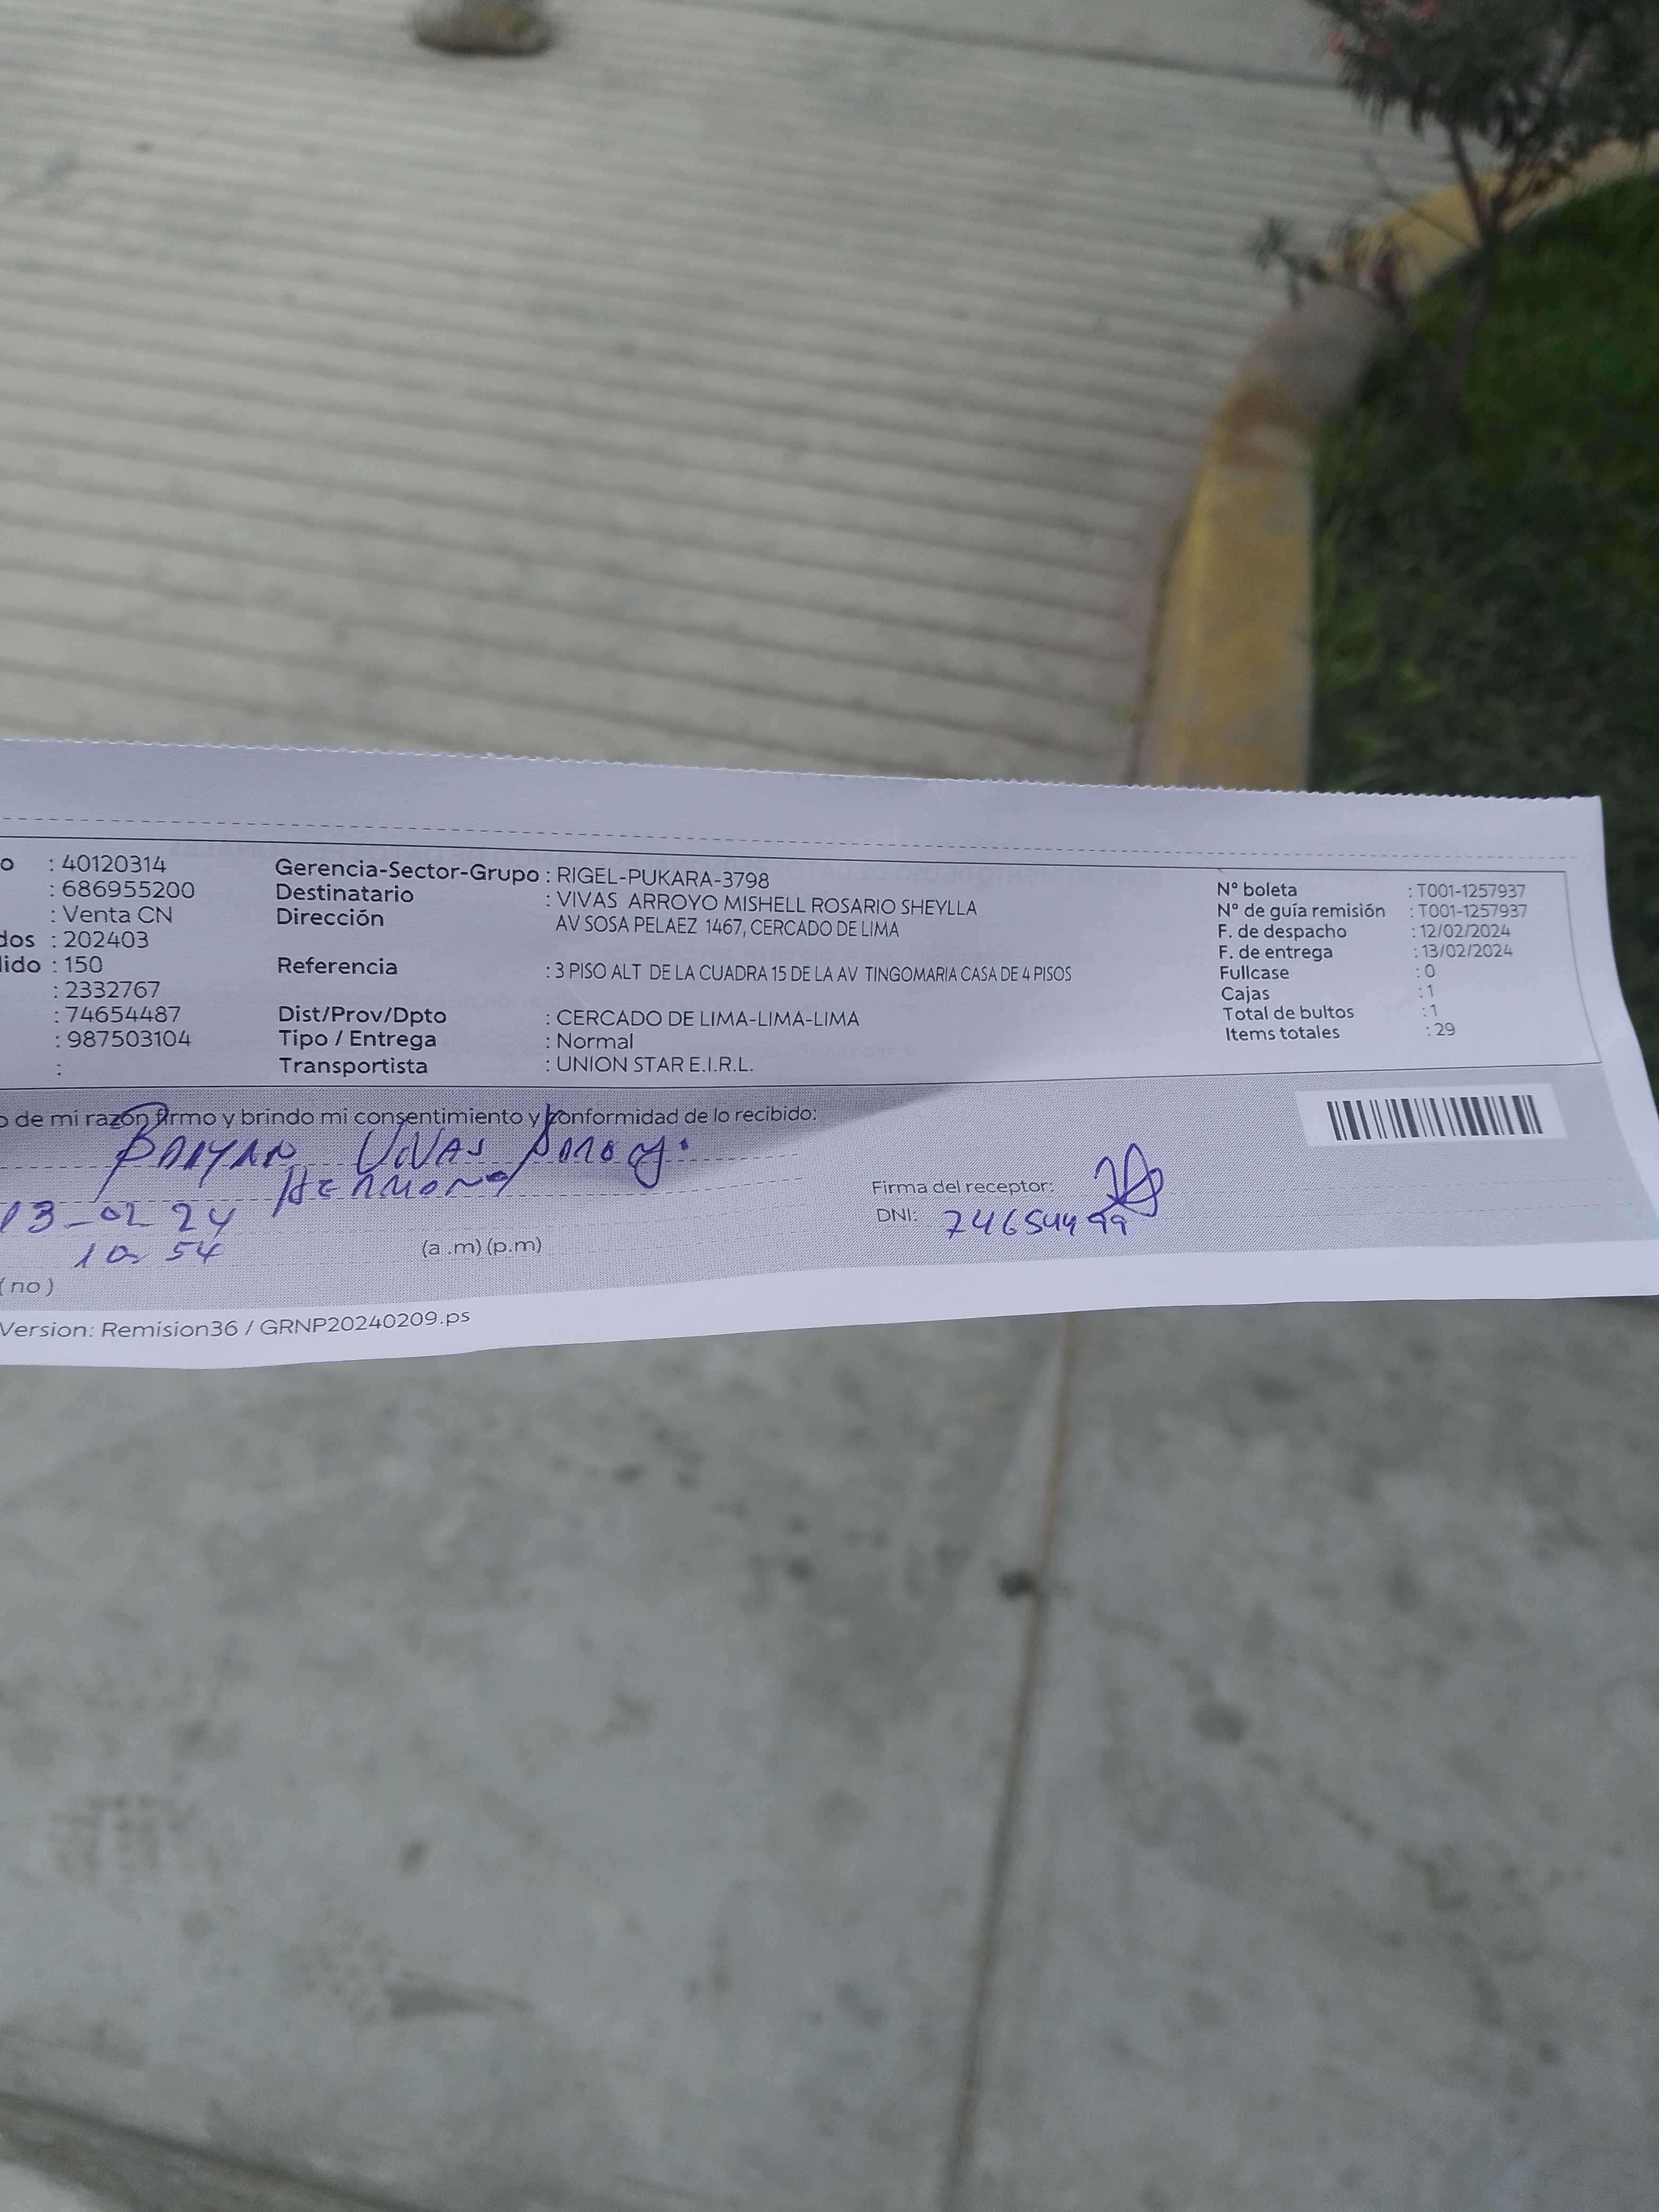 o : 40120314
: 686955200
: Venta CN
dos : 202403
lido : 150
: 2332767
: 74654487
: 987503104
:
Gerencia-Sector-Grupo : RIGEL-PUKARA-3798
Destinatario : VIVAS ARROYO MISHELL ROSARIO SHEYLLA
Dirección AV SOSA PELAEZ 1467, CERCADO DE LIMA
Referencia : 3 PISO ALT DE LA CUADRA 15 DE LA AV TINGOMARIA CASA DE 4 PISOS
Dist/Prov/Dpto : CERCADO DE LIMA-LIMA-LIMA
Tipo / Entrega : Normal
Transportista : UNION STAR E.I.R.L.
N° boleta : T001-1257937
N° de guía remisión : T001-1257937
F. de despacho : 12/02/2024
F. de entrega : 13/02/2024
Fullcase : 0
Cajas : 1
Total de bultos : 1
Items totales : 29
o de mi razón firmo y brindo mi consentimiento y conformidad de lo recibido:
VIVAS
HERMONO
13-02 24
10 54
(a .m) (p.m)
Firma del receptor:
DNI: 74654499
(no)
Version: Remision36 / GRNP20240209.ps